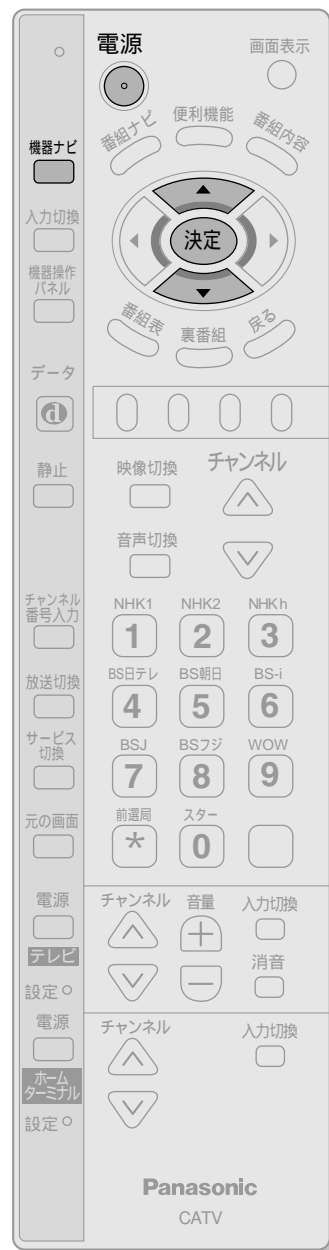 電源
画面表示
番組ナビ
便利機能
番組内容
機器ナビ
入力切換
決定
機器操作
パネル
番組表
裏番組
戻る
データ
d
静止
映像切換
チャンネル
音声切換
チャンネル
番号入力
NHK1
NHK2
NHKh
1
2
3
放送切換
BS日テレ
BS朝日
BS-i
4
5
6
サービス
切換
BSJ
BSフジ
WOW
7
8
9
元の画面
前選局
スター
*
0
電源
テレビ
設定
チャンネル
音量
入力切換
+
消音
−
電源
ホーム
ターミナル
設定
チャンネル
入力切換
Panasonic
CATV